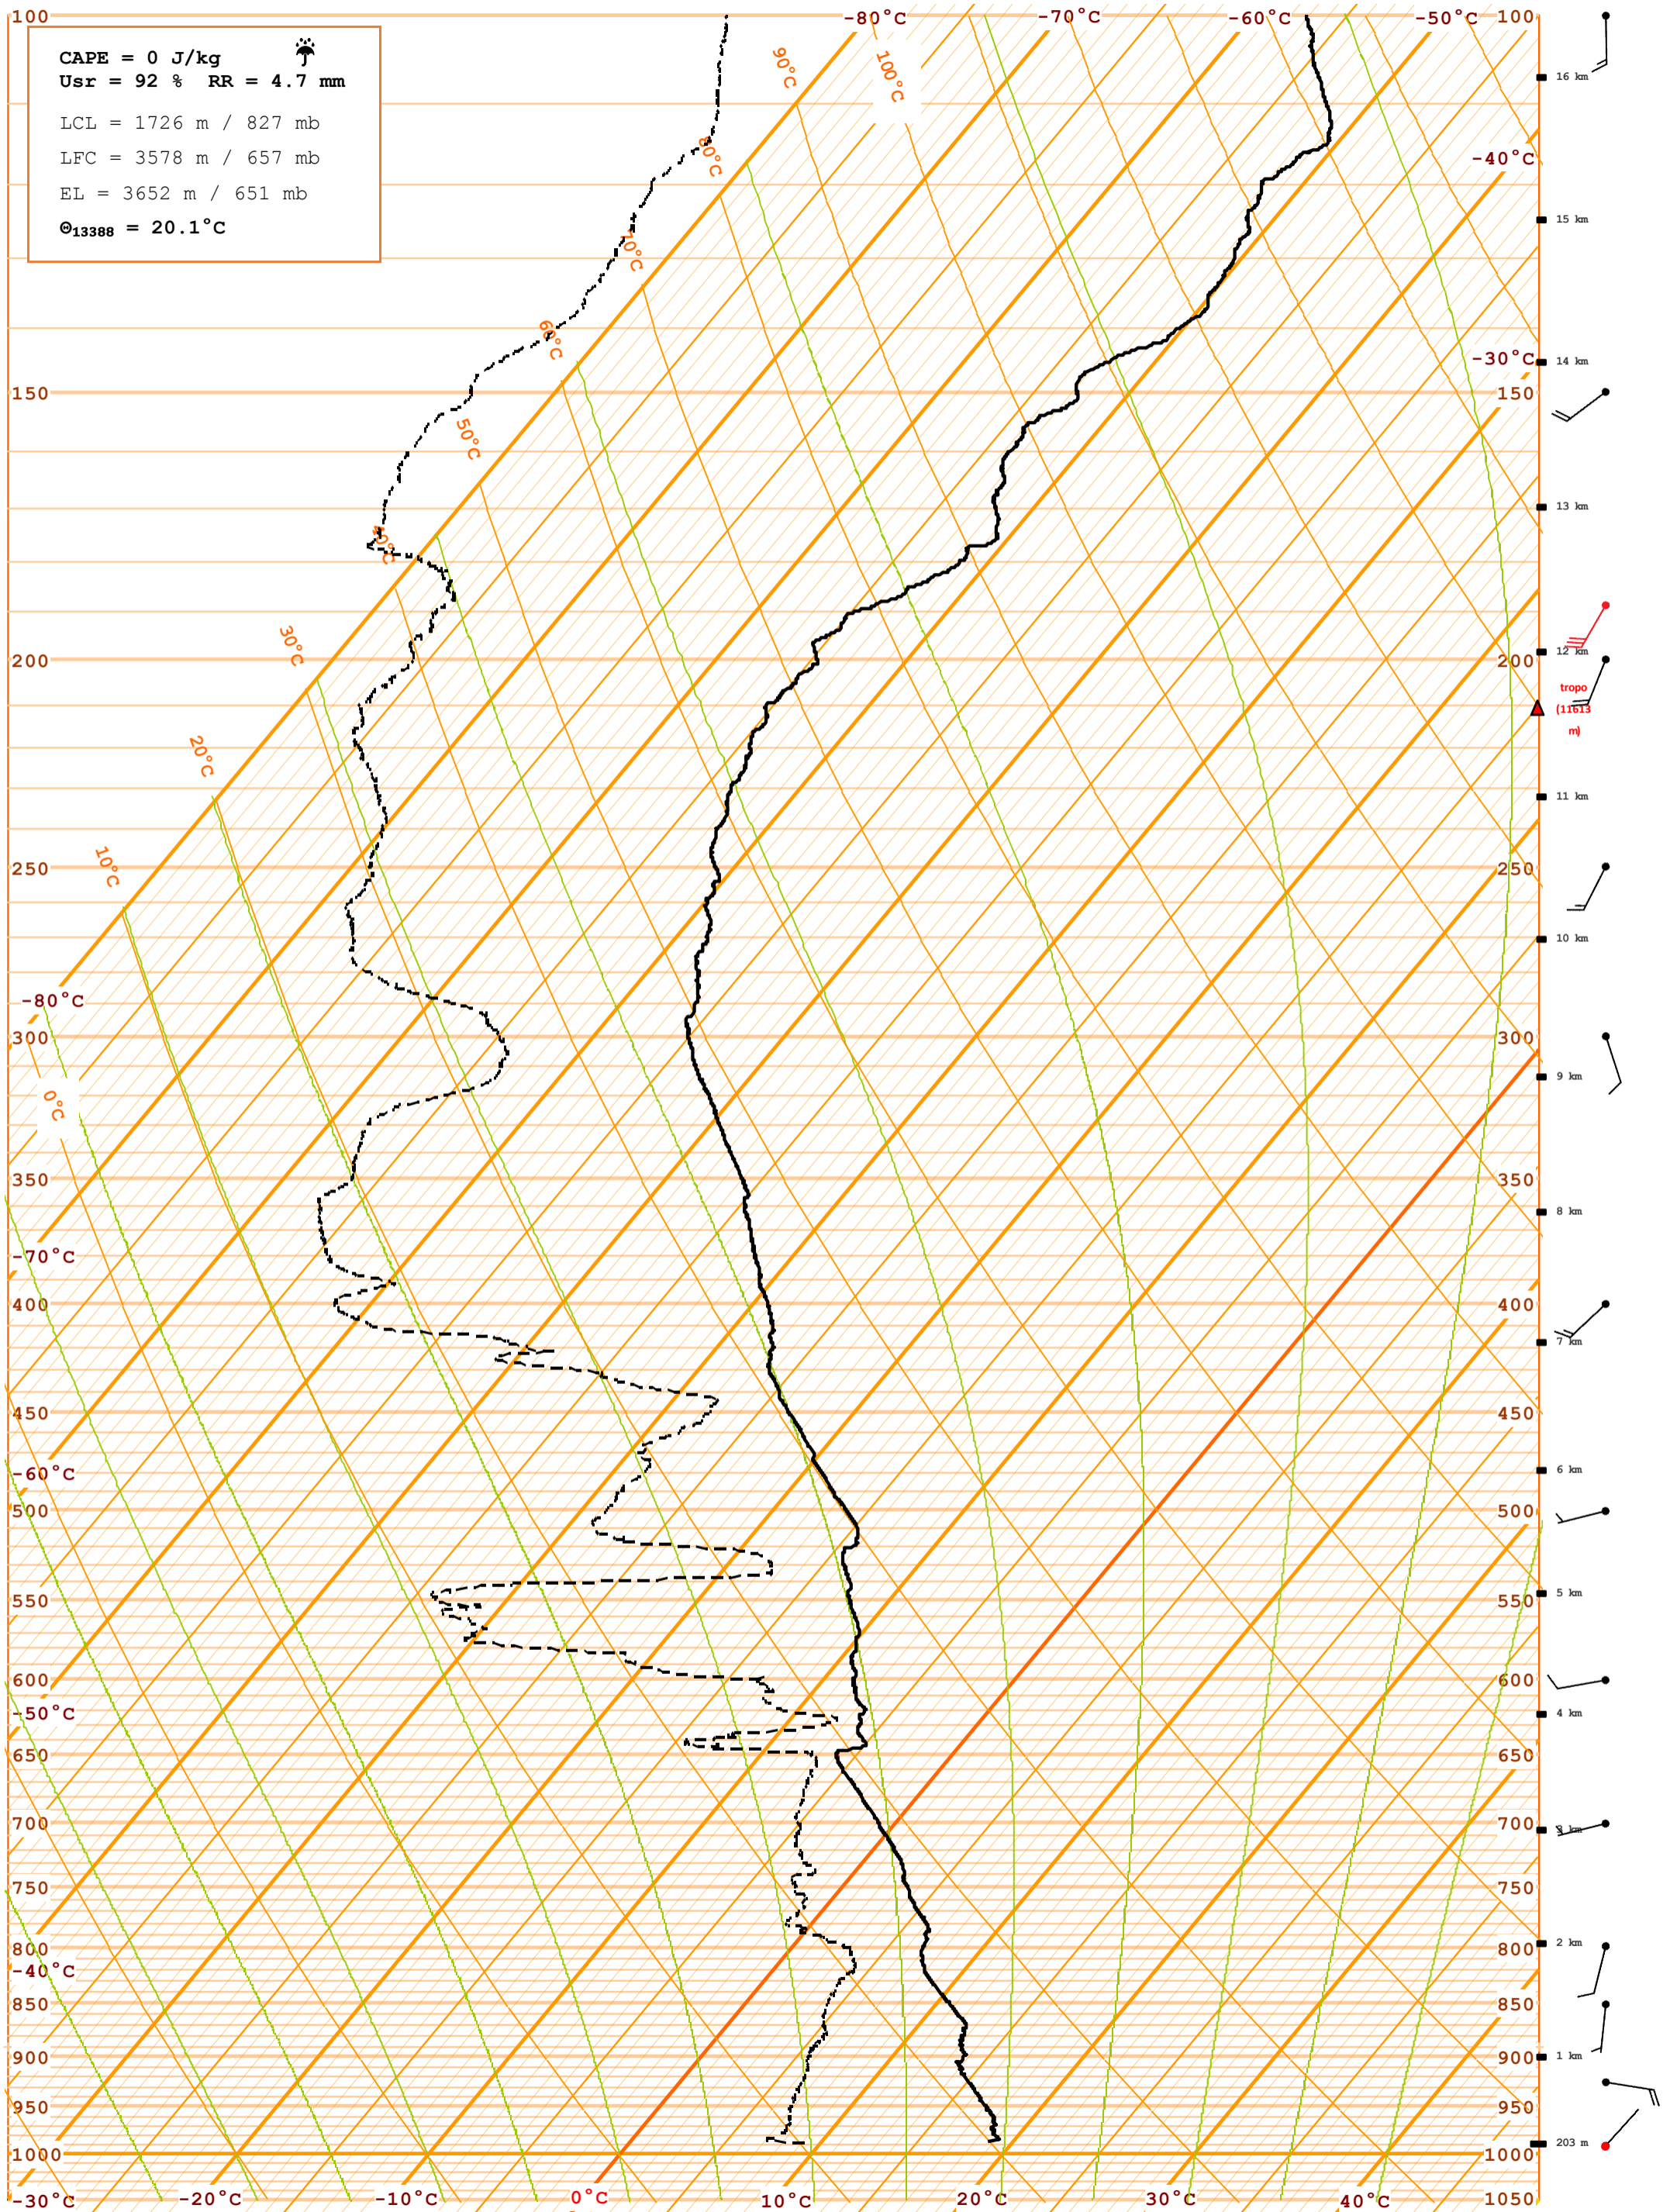 100 -80°C -70°C -60°C -50°C 100
CAPE = 0 J/kg
Usr = 92 % RR = 4.7 mm
LCL = 1726 m / 827 mb
LFC = 3578 m / 657 mb
EL = 3652 m / 651 mb
Θ13388 = 20.1°C
90°C 100°C
16 km
80°C
-40°C
15 km
70°C
60°C
-30°C
14 km
150 150
50°C
13 km
40°C
30°C
12 km
200 200
tropo
(11613
m)
20°C
11 km
10°C
250 250
10 km
-80°C
300 300
9 km
0°C
350 350
8 km
-70°C
400 400
7 km
450 450
-60°C
6 km
500 500
5 km
550 550
600 600
-50°C
4 km
650 650
700 700
3 km
750 750
2 km
800 800
-40°C
850 850
900 900
1 km
950 950
203 m
1000 1000
-30°C -20°C -10°C 0°C 10°C 20°C 30°C 40°C 1050